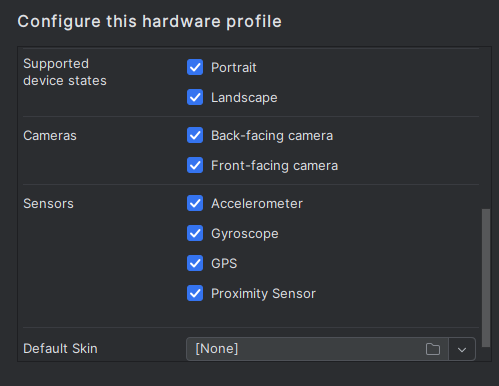 Configure this hardware profile
Supported
device states
Portrait
Landscape
Cameras
Back-facing camera
Front-facing camera
Sensors
Accelerometer
Gyroscope
GPS
Proximity Sensor
Default Skin
[None]